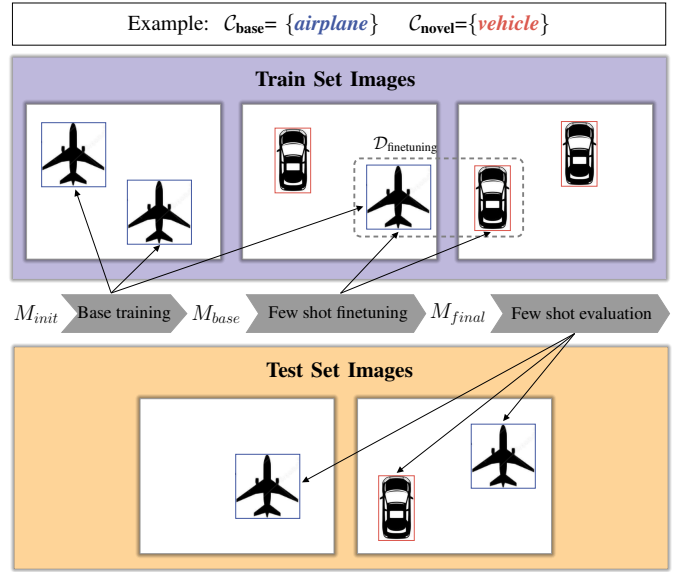 Example: 𝒞base= {airplane} 𝒞novel={vehicle}
Train Set Images
𝒟finetuning
Minit Base training Mbase Few shot finetuning Mfinal Few shot evaluation
Test Set Images